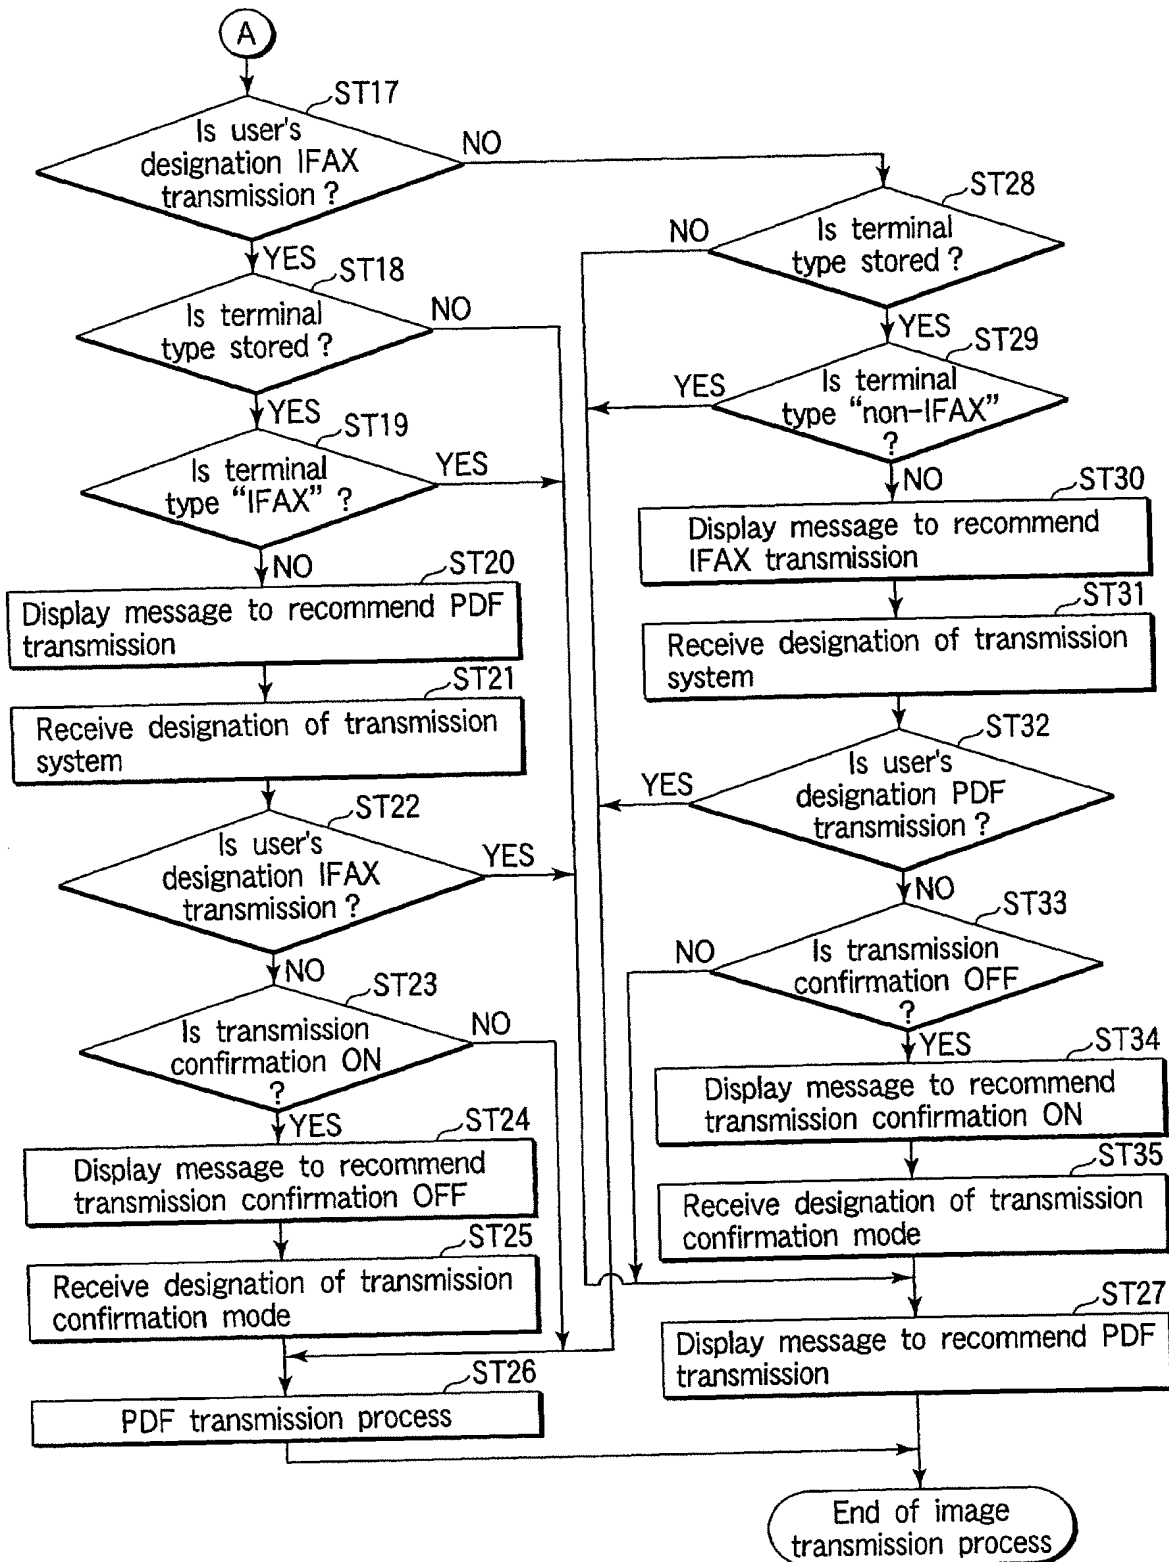 A
ST17
Is user's
designation IFAX
transmission ?
NO
YES
ST18
Is terminal
type stored ?
NO
YES
ST19
Is terminal
type “IFAX” ?
YES
NO
ST20
Display message to recommend PDF
transmission
ST21
Receive designation of transmission
system
ST22
Is user's
designation IFAX
transmission ?
YES
NO
ST23
Is transmission
confirmation ON
?
NO
YES
ST24
Display message to recommend
transmission confirmation OFF
ST25
Receive designation of transmission
confirmation mode
ST26
PDF transmission process
ST28
Is terminal
type stored ?
NO
YES
ST29
Is terminal
type “non-IFAX”
?
YES
NO
ST30
Display message to recommend
IFAX transmission
ST31
Receive designation of transmission
system
ST32
Is user's
designation PDF
transmission ?
YES
NO
ST33
Is transmission
confirmation OFF
?
NO
YES
ST34
Display message to recommend
transmission confirmation ON
ST35
Receive designation of transmission
confirmation mode
ST27
Display message to recommend PDF
transmission
End of image
transmission process